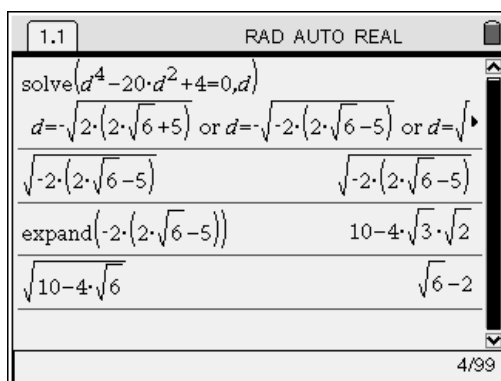 1.1 RAD AUTO REAL
solve(d⁴−20·d²+4=0,d)
d=-√(2·(2·√6+5)) or d=-√(-2·(2·√6−5)) or d=√
√(-2·(2·√6−5)) √(-2·(2·√6−5))
expand(-2·(2·√6−5)) 10−4·√3·√2
√(10−4·√6) √6−2
4/99